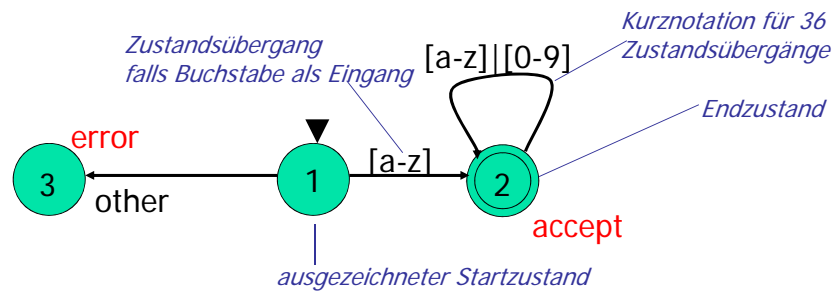 Kurznotation für 36
Zustandsübergänge
Zustandsübergang
falls Buchstabe als Eingang
[a-z]|[0-9]
Endzustand
error
[a-z]
3
1
2
other
accept
ausgezeichneter Startzustand